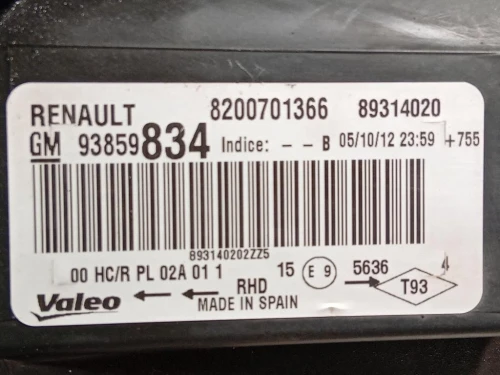 RENAULT 8200701366 89314020
GM 93859834 Indice: - - B 05/10/12 23:59 +755
893140202ZZ5
00 HC/R PL 02A 01 1 15 E 9 5636 4
Valeo ← ← RHD → T93
MADE IN SPAIN